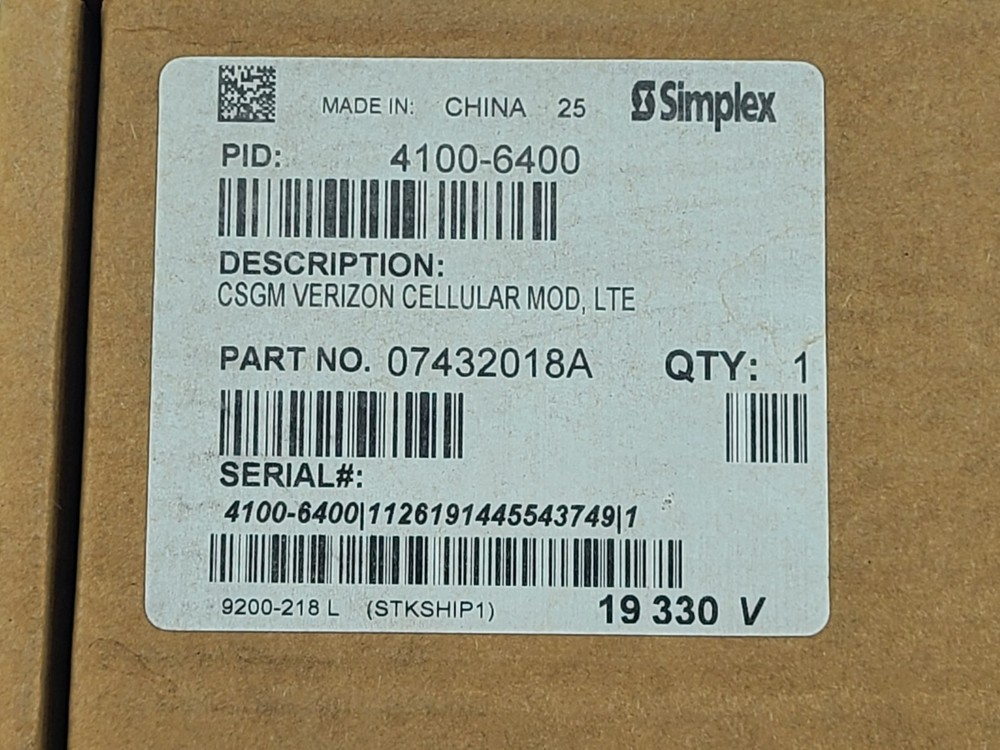 MADE IN: CHINA 25 Simplex
PID: 4100-6400
DESCRIPTION:
CSGM VERIZON CELLULAR MOD, LTE
PART NO. 07432018A QTY: 1
SERIAL#:
4100-6400|1126191445543749|1
9200-218 L (STKSHIP1) 19 330 V